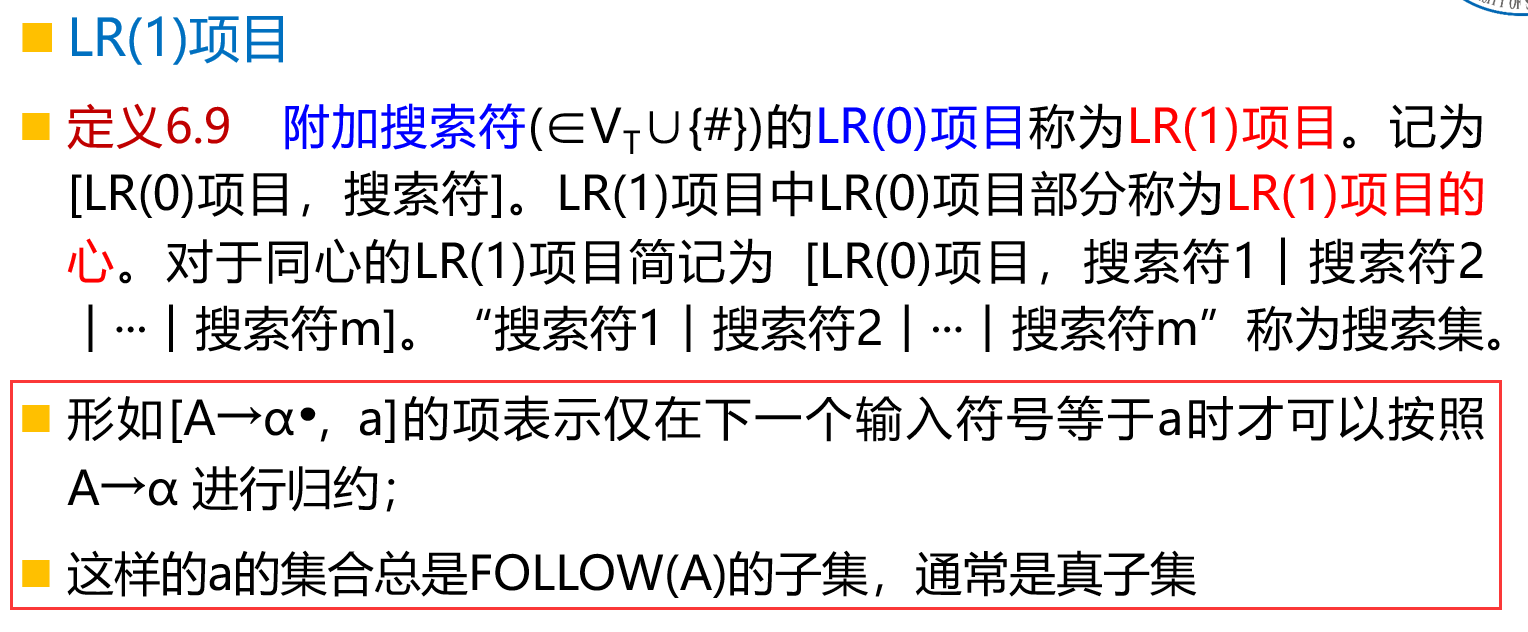 LR(1)项目
定义6.9 附加搜索符(∈V_T∪{#})的LR(0)项目称为LR(1)项目。记为
[LR(0)项目，搜索符]。LR(1)项目中LR(0)项目部分称为LR(1)项目的
心。对于同心的LR(1)项目简记为 [LR(0)项目，搜索符1｜搜索符2
｜…｜搜索符m]。“搜索符1｜搜索符2｜…｜搜索符m”称为搜索集。
形如[A→α•，a]的项表示仅在下一个输入符号等于a时才可以按照
A→α 进行归约；
这样的a的集合总是FOLLOW(A)的子集，通常是真子集